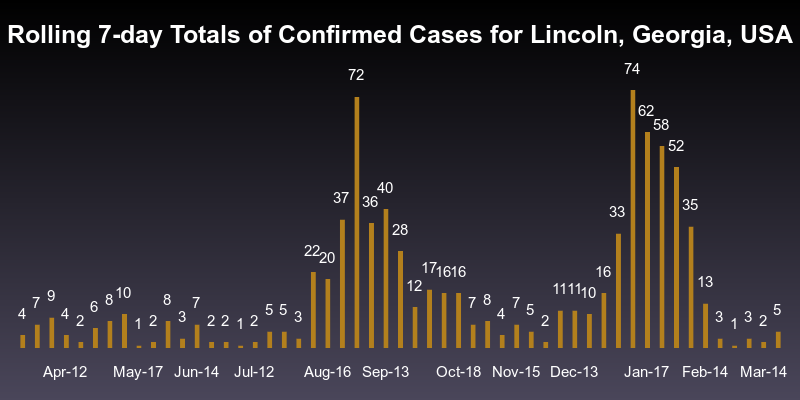 Rolling 7-day Totals of Confirmed Cases for Lincoln, Georgia, USA
4 7 9 4 2 6 8 10 1 2 8 3 7 2 2 1 2 5 5 3 22 20 37 72 36 40 28 12 17 16 16 7 8 4 7 5 2 11 11 10 16 33 74 62 58 52 35 13 3 1 3 2 5
Apr-12 May-17 Jun-14 Jul-12 Aug-16 Sep-13 Oct-18 Nov-15 Dec-13 Jan-17 Feb-14 Mar-14